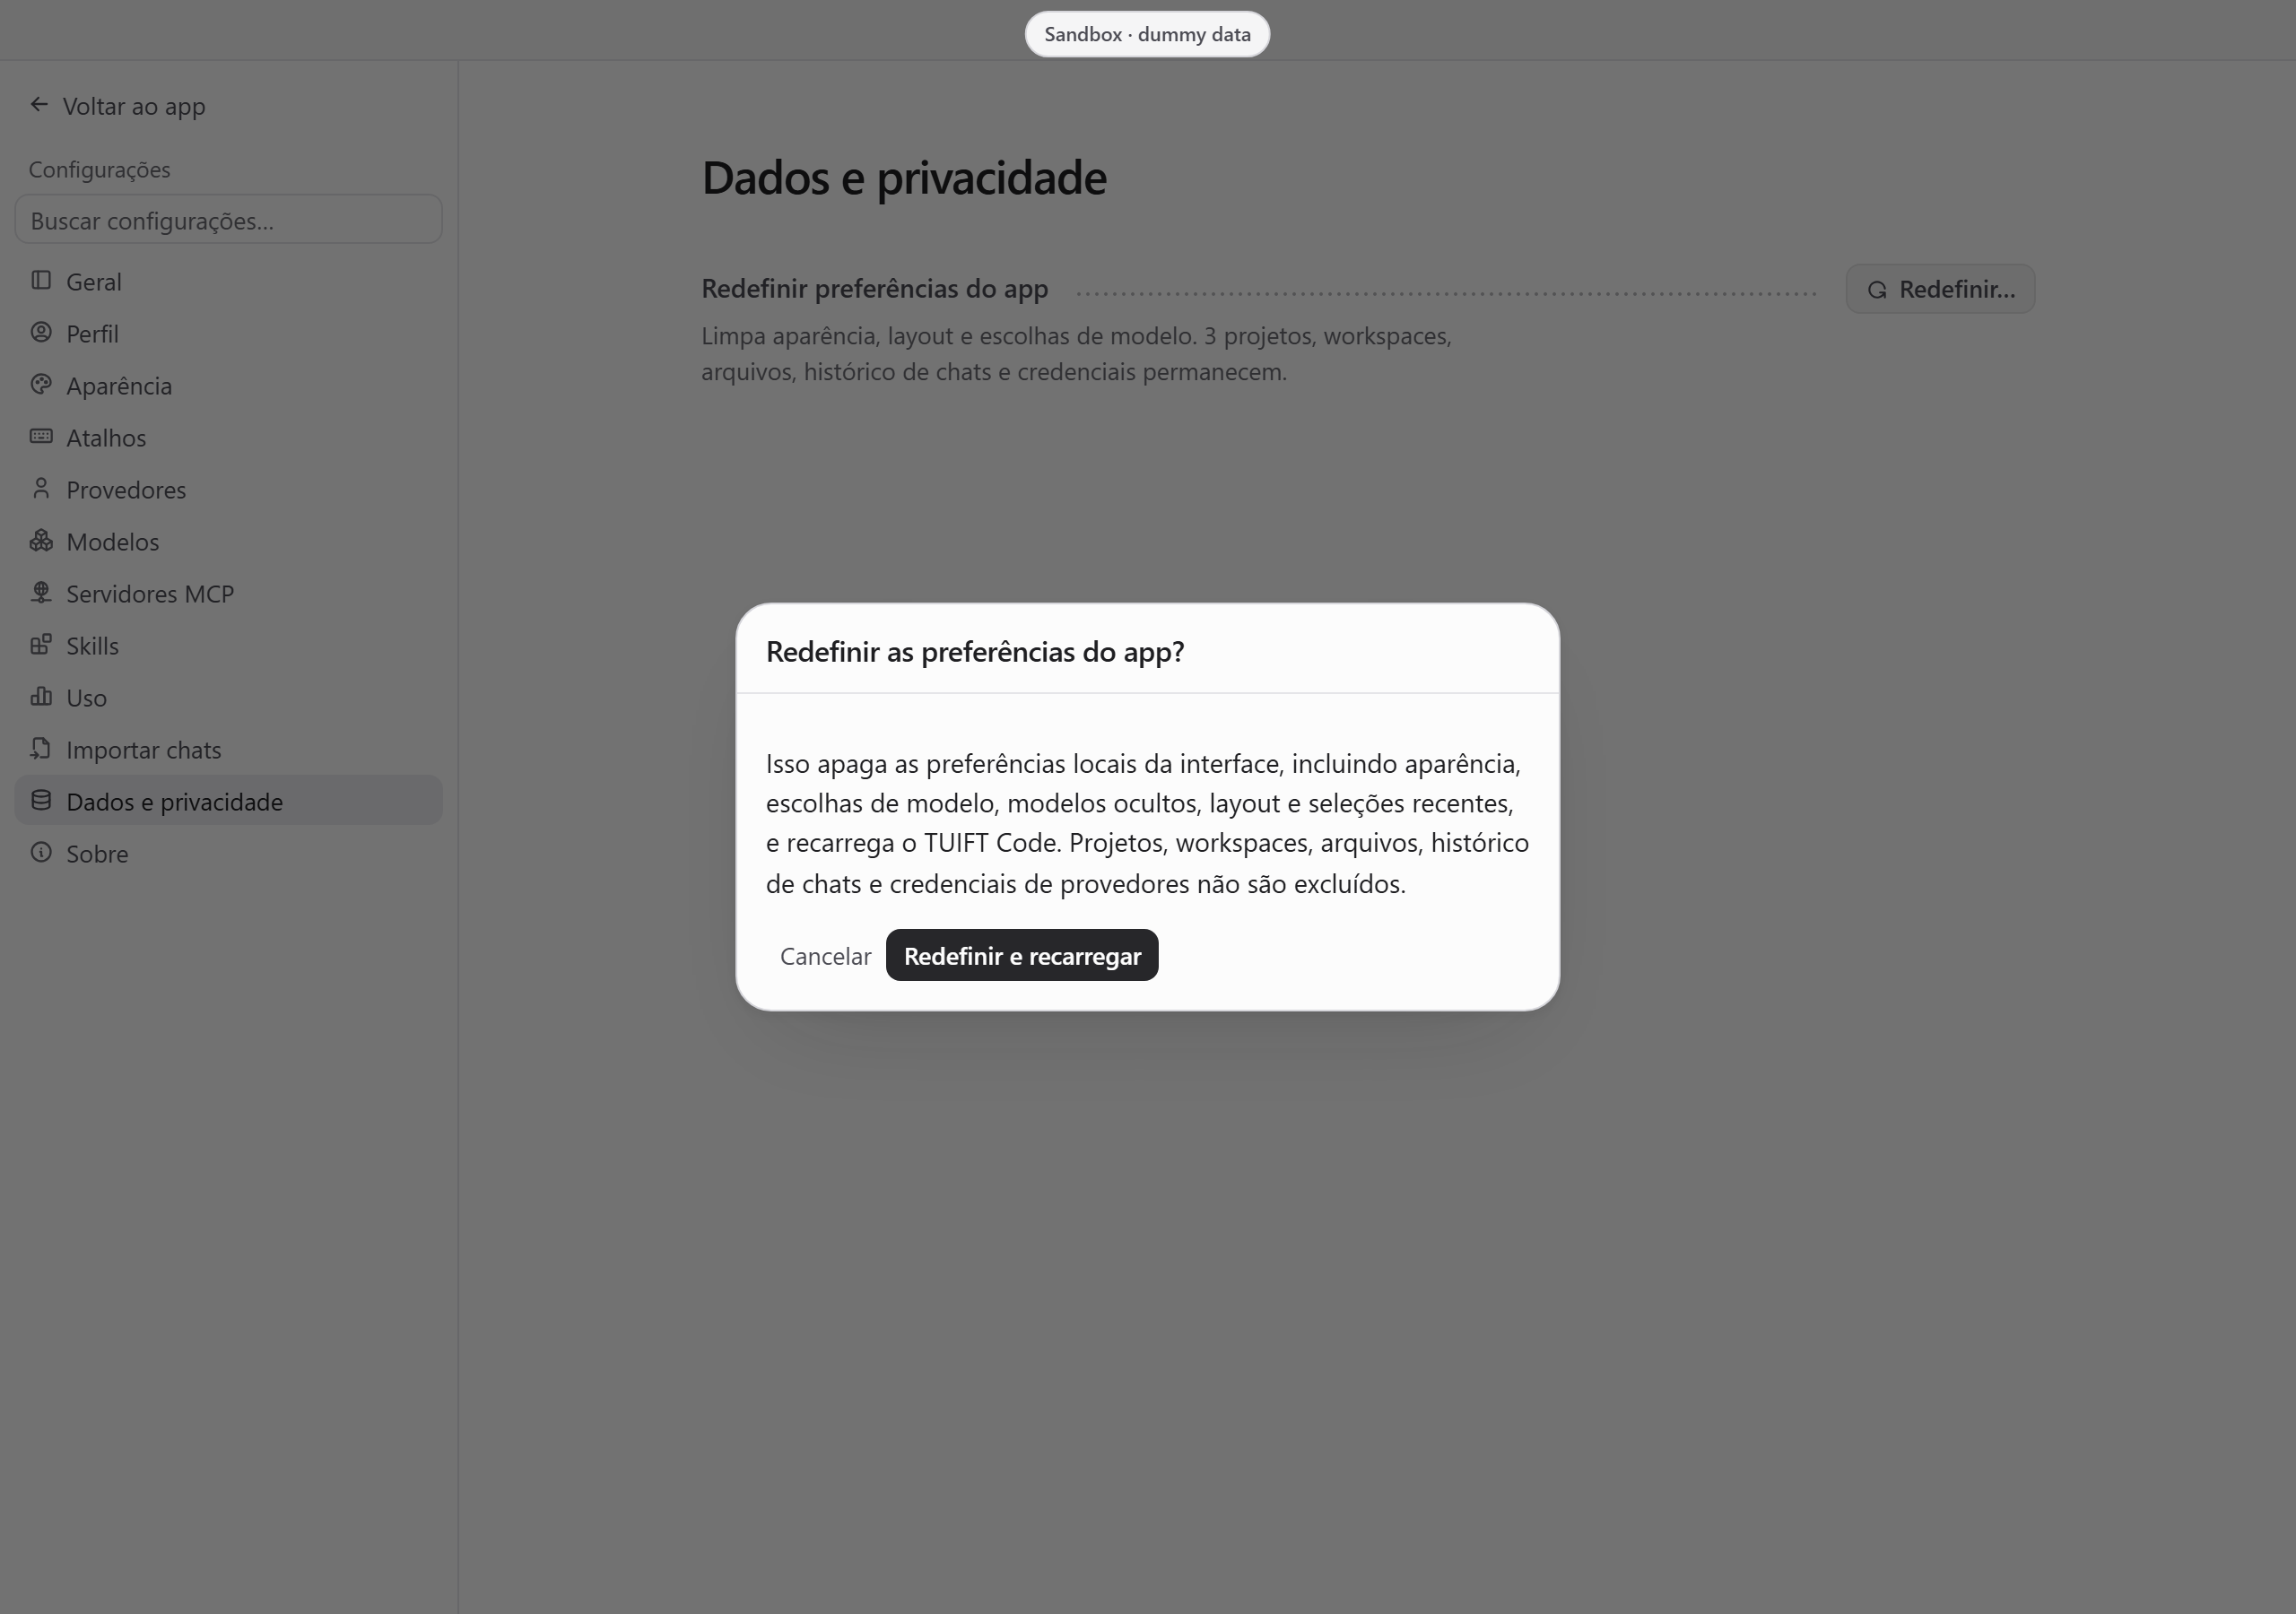 Sandbox · dummy data
Voltar ao app
Configurações
Buscar configurações...
Geral
Perfil
Aparência
Atalhos
Provedores
Modelos
Servidores MCP
Skills
Uso
Importar chats
Dados e privacidade
Sobre
Dados e privacidade
Redefinir preferências do app
Redefinir...
Limpa aparência, layout e escolhas de modelo. 3 projetos, workspaces,
arquivos, histórico de chats e credenciais permanecem.
Redefinir as preferências do app?
Isso apaga as preferências locais da interface, incluindo aparência,
escolhas de modelo, modelos ocultos, layout e seleções recentes,
e recarrega o TUIFT Code. Projetos, workspaces, arquivos, histórico
de chats e credenciais de provedores não são excluídos.
Cancelar
Redefinir e recarregar